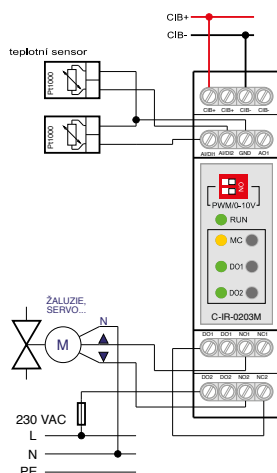 CIB+
CIB-
teplotní sensor
Pt1000
CIB+ CIB+ CIB- CIB-
Pt1000
AI/DI1 AI/DI2 GND AO1
NO
PWM/0-10V
RUN
MC
DO1
DO2
C-IR-0203M
ŽALUZIE,
SERVO...
N
M
DO1 DO1 NO1 NC1
DO2 DO2 NO2 NC2
230 VAC
L
N
PE